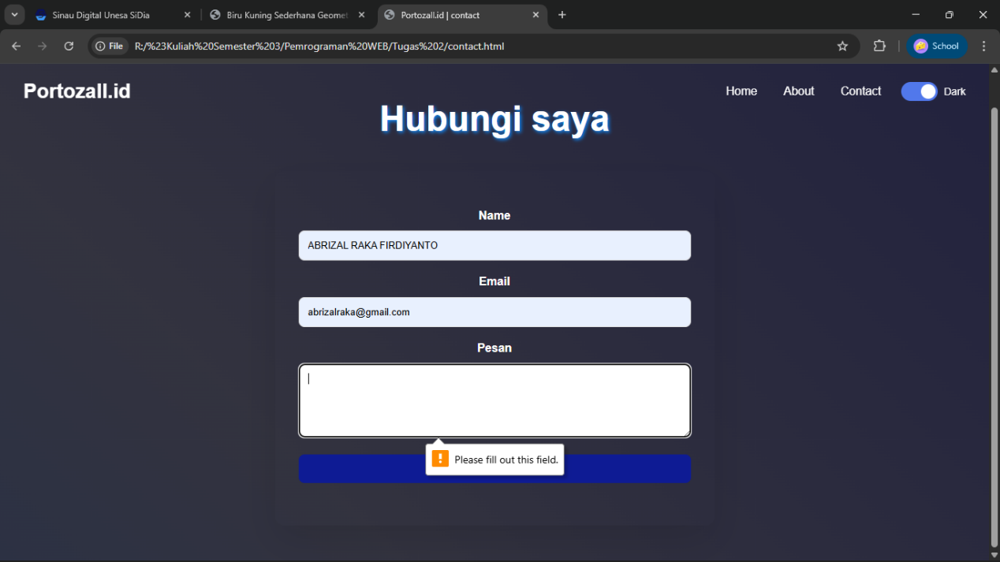 Sinau Digital Unesa SiDia
Biru Kuning Sederhana Geomet
Portozall.id | contact
File
R:/%23Kuliah%20Semester%203/Pemrograman%20WEB/Tugas%202/contact.html
School
Portozall.id
Home
About
Contact
Dark
Hubungi saya
Name
ABRIZAL RAKA FIRDIYANTO
Email
abrizalraka@gmail.com
Pesan
Please fill out this field.